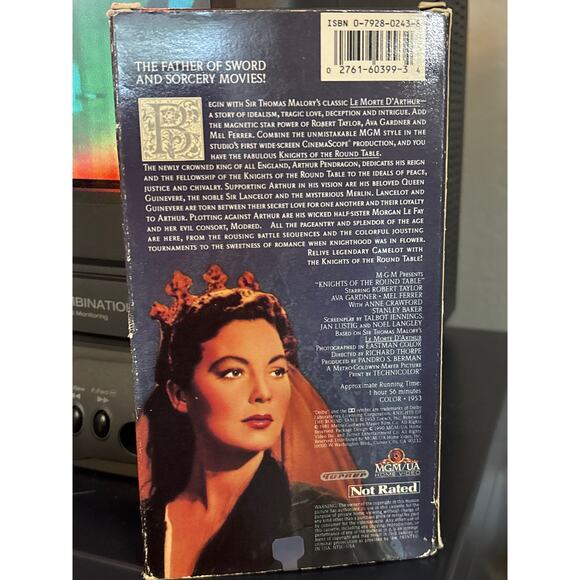 ISBN 0-7928-0243-8
0 2761-60399-3 4
THE FATHER OF SWORD
AND SORCERY MOVIES!
BEGIN WITH SIR THOMAS MALORY'S CLASSIC LE MORTE D'ARTHUR—
A STORY OF IDEALISM, TRAGIC LOVE, DECEPTION AND INTRIGUE. ADD
THE MAGNETIC STAR POWER OF ROBERT TAYLOR, AVA GARDNER AND
MEL FERRER. COMBINE THE UNMISTAKABLE MGM STYLE IN THE
STUDIO'S FIRST WIDE-SCREEN CINEMASCOPE PRODUCTION, AND YOU
HAVE THE FABULOUS KNIGHTS OF THE ROUND TABLE.
THE NEWLY CROWNED KING OF ALL ENGLAND, ARTHUR PENDRAGON, DEDICATES HIS REIGN
AND THE FELLOWSHIP OF THE KNIGHTS OF THE ROUND TABLE TO THE IDEALS OF PEACE,
JUSTICE AND CHIVALRY. SUPPORTING ARTHUR IN HIS VISION ARE HIS BELOVED QUEEN
GUINEVERE, THE NOBLE SIR LANCELOT AND THE MYSTERIOUS MERLIN. LANCELOT AND
GUINEVERE ARE TORN BETWEEN THEIR SECRET LOVE FOR ONE ANOTHER AND THEIR LOYALTY
TO ARTHUR. PLOTTING AGAINST ARTHUR ARE HIS WICKED HALF-SISTER MORGAN LE FAY
AND HER EVIL CONSORT, MODRED. ALL THE PAGEANTRY AND SPLENDOR OF THE AGE
ARE HERE, FROM THE ROUSING BATTLE SEQUENCES AND THE COLORFUL JOUSTING
TOURNAMENTS TO THE SWEETNESS OF ROMANCE WHEN KNIGHTHOOD WAS IN FLOWER.
RELIVE LEGENDARY CAMELOT WITH
THE KNIGHTS OF THE ROUND TABLE!
M·G·M PRESENTS
"KNIGHTS OF THE ROUND TABLE"
STARRING ROBERT TAYLOR
AVA GARDNER · MEL FERRER
WITH ANNE CRAWFORD
STANLEY BAKER
SCREENPLAY BY TALBOT JENNINGS,
JAN LUSTIG AND NOEL LANGLEY
BASED ON SIR THOMAS MALORY'S
LE MORTE D'ARTHUR
PHOTOGRAPHED IN EASTMAN COLOR
DIRECTED BY RICHARD THORPE
PRODUCED BY PANDRO S. BERMAN
A METRO-GOLDWYN MAYER PICTURE
PRINT BY TECHNICOLOR®
Approximate Running Time:
1 hour 56 minutes
COLOR · 1953
TURNER
MGM/UA
HOME VIDEO
Not Rated